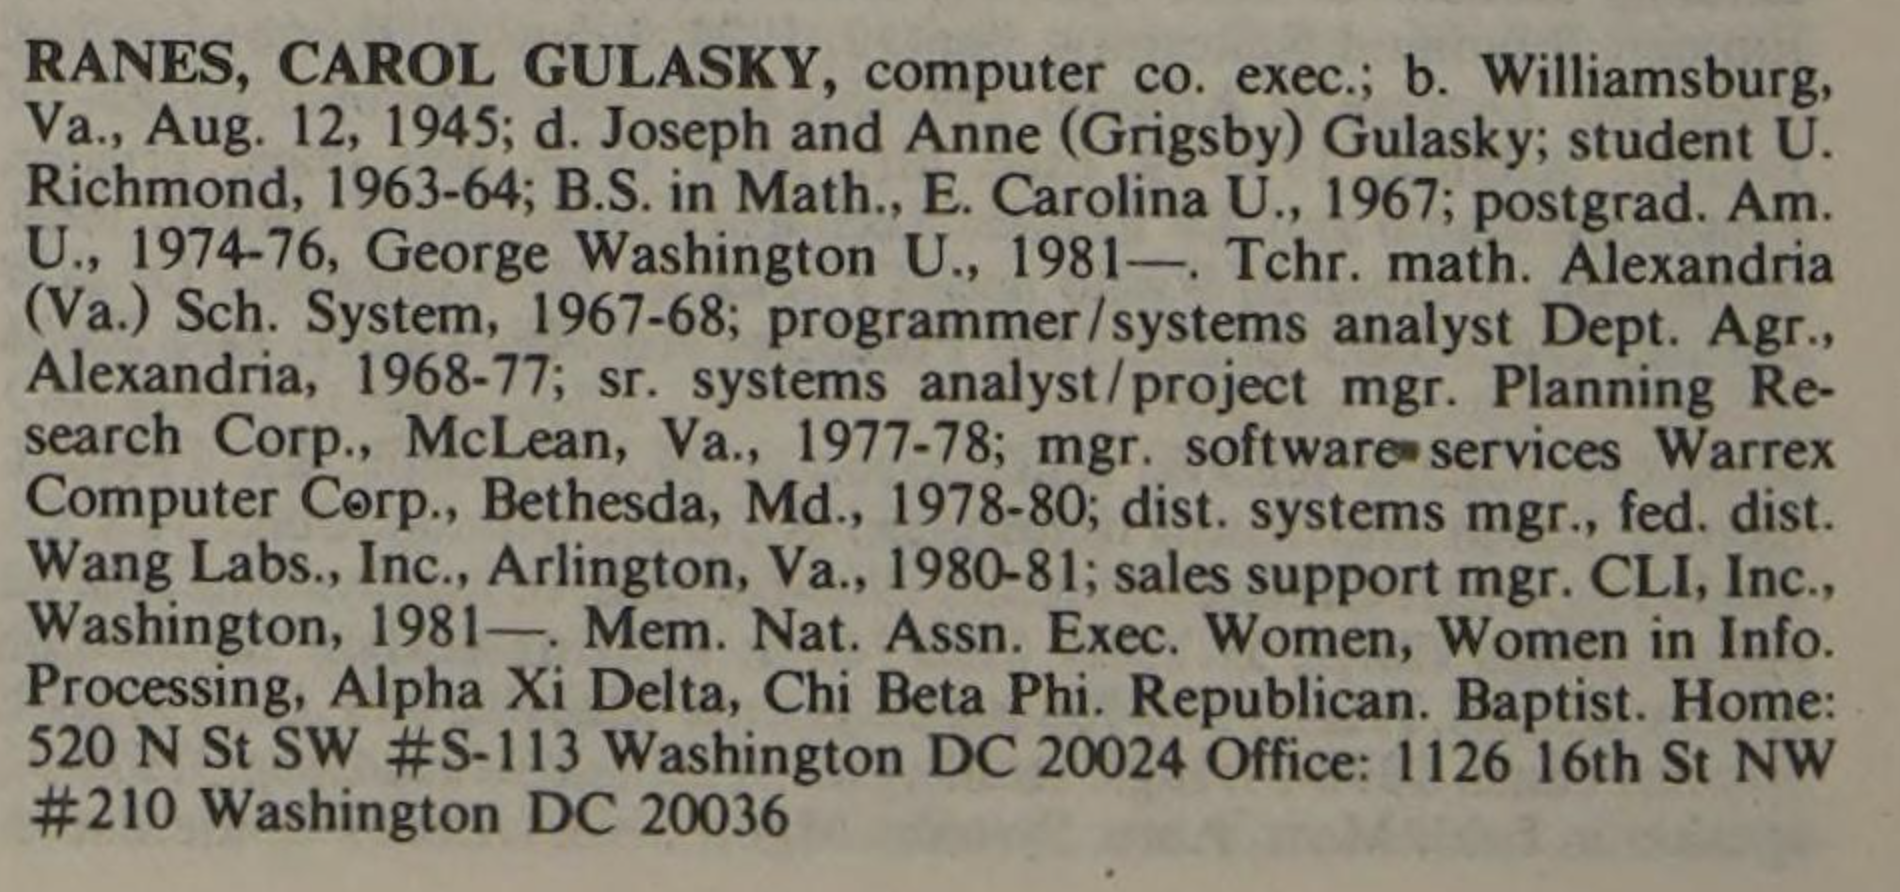 RANES, CAROL GULASKY, computer co. exec.; b. Williamsburg,
Va., Aug. 12, 1945; d. Joseph and Anne (Grigsby) Gulasky; student U.
Richmond, 1963-64; B.S. in Math., E. Carolina U., 1967; postgrad. Am.
U., 1974-76, George Washington U., 1981—. Tchr. math. Alexandria
(Va.) Sch. System, 1967-68; programmer/systems analyst Dept. Agr.,
Alexandria, 1968-77; sr. systems analyst/project mgr. Planning Re-
search Corp., McLean, Va., 1977-78; mgr. software services Warrex
Computer Corp., Bethesda, Md., 1978-80; dist. systems mgr., fed. dist.
Wang Labs., Inc., Arlington, Va., 1980-81; sales support mgr. CLI, Inc.,
Washington, 1981—. Mem. Nat. Assn. Exec. Women, Women in Info.
Processing, Alpha Xi Delta, Chi Beta Phi. Republican. Baptist. Home:
520 N St SW #S-113 Washington DC 20024 Office: 1126 16th St NW
#210 Washington DC 20036